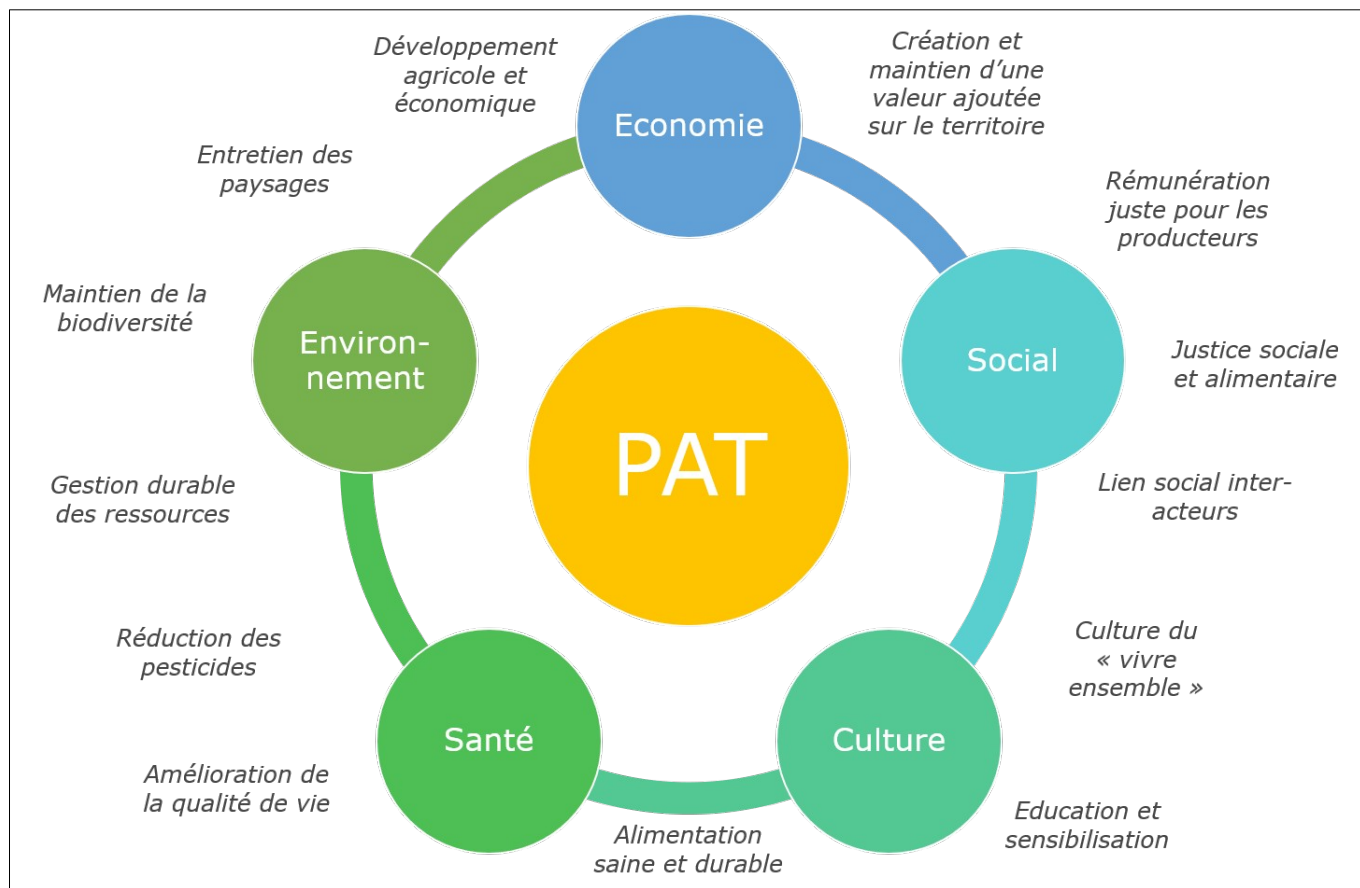 Développement
agricole et
économique
Economie
Création et
maintien d’une
valeur ajoutée
sur le territoire
Entretien des
paysages
Rémunération
juste pour les
producteurs
Maintien de la
biodiversité
Environ-
nement
Social
Justice sociale
et alimentaire
PAT
Gestion durable
des ressources
Lien social inter-
acteurs
Réduction des
pesticides
Culture du
« vivre
ensemble »
Santé
Culture
Amélioration de
la qualité de vie
Alimentation
saine et durable
Education et
sensibilisation